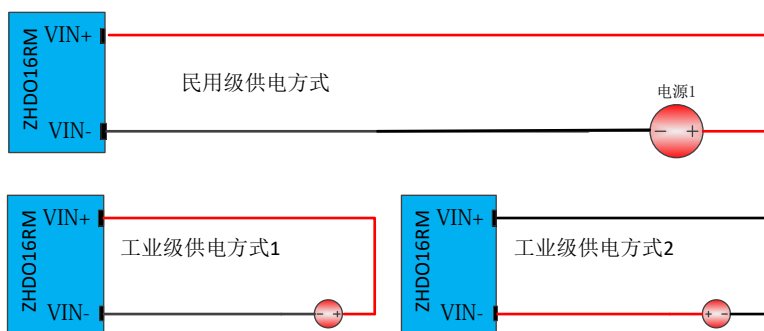 VIN+
ZHDO16RM
民用级供电方式
电源1
VIN-
- +
VIN+
ZHDO16RM
工业级供电方式1
VIN-
- +
VIN+
ZHDO16RM
工业级供电方式2
VIN-
+ -